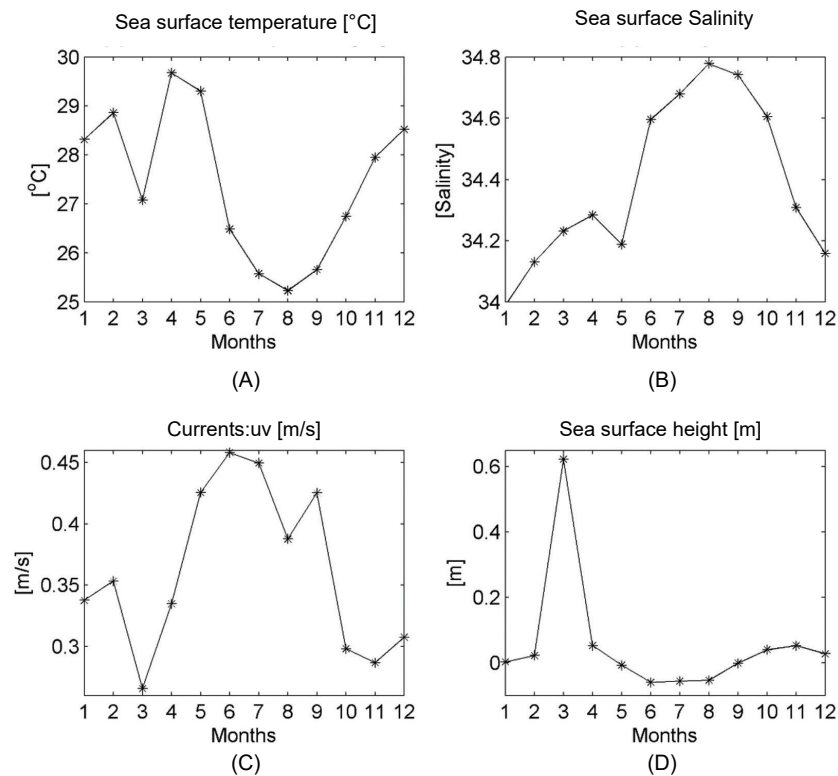 Sea surface temperature [°C]
30
29
28
27
26
25
[°C]
1 2 3 4 5 6 7 8 9 10 11 12
Months
(A)
Sea surface Salinity
34.8
34.6
34.4
34.2
34
[Salinity]
1 2 3 4 5 6 7 8 9 10 11 12
Months
(B)
Currents:uv [m/s]
0.45
0.4
0.35
0.3
[m/s]
1 2 3 4 5 6 7 8 9 10 11 12
Months
(C)
Sea surface height [m]
0.6
0.4
0.2
0
[m]
1 2 3 4 5 6 7 8 9 10 11 12
Months
(D)